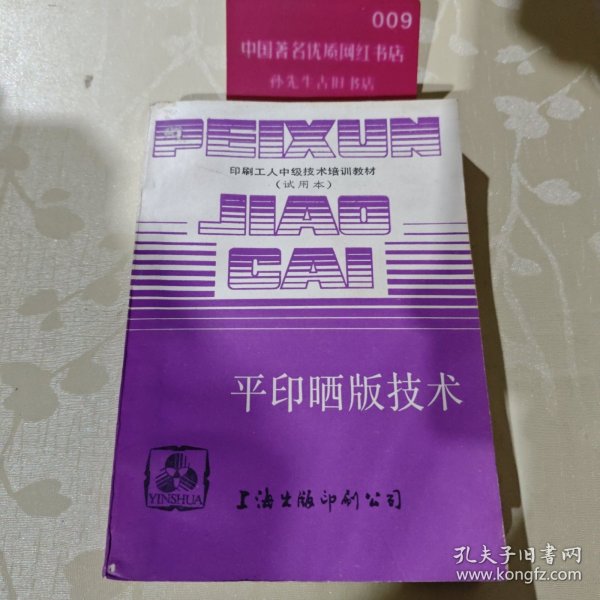 009
中国著名优质网红书店
孙先生古旧书店
PEIXUN
印刷工人中级技术培训教材
(试用本)
JIAO
CAI
平印晒版技术
YINSHUA
上海出版印刷公司
孔夫子旧书网
www.kongfz.com